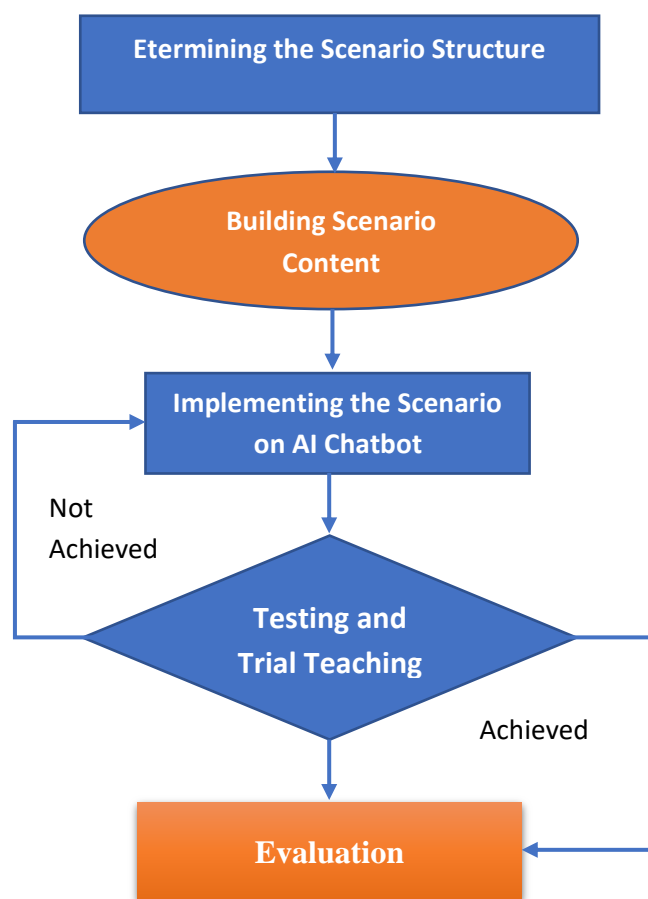 Etermining the Scenario Structure
Building Scenario
Content
Implementing the Scenario
on AI Chatbot
Not
Achieved
Testing and
Trial Teaching
Achieved
Evaluation